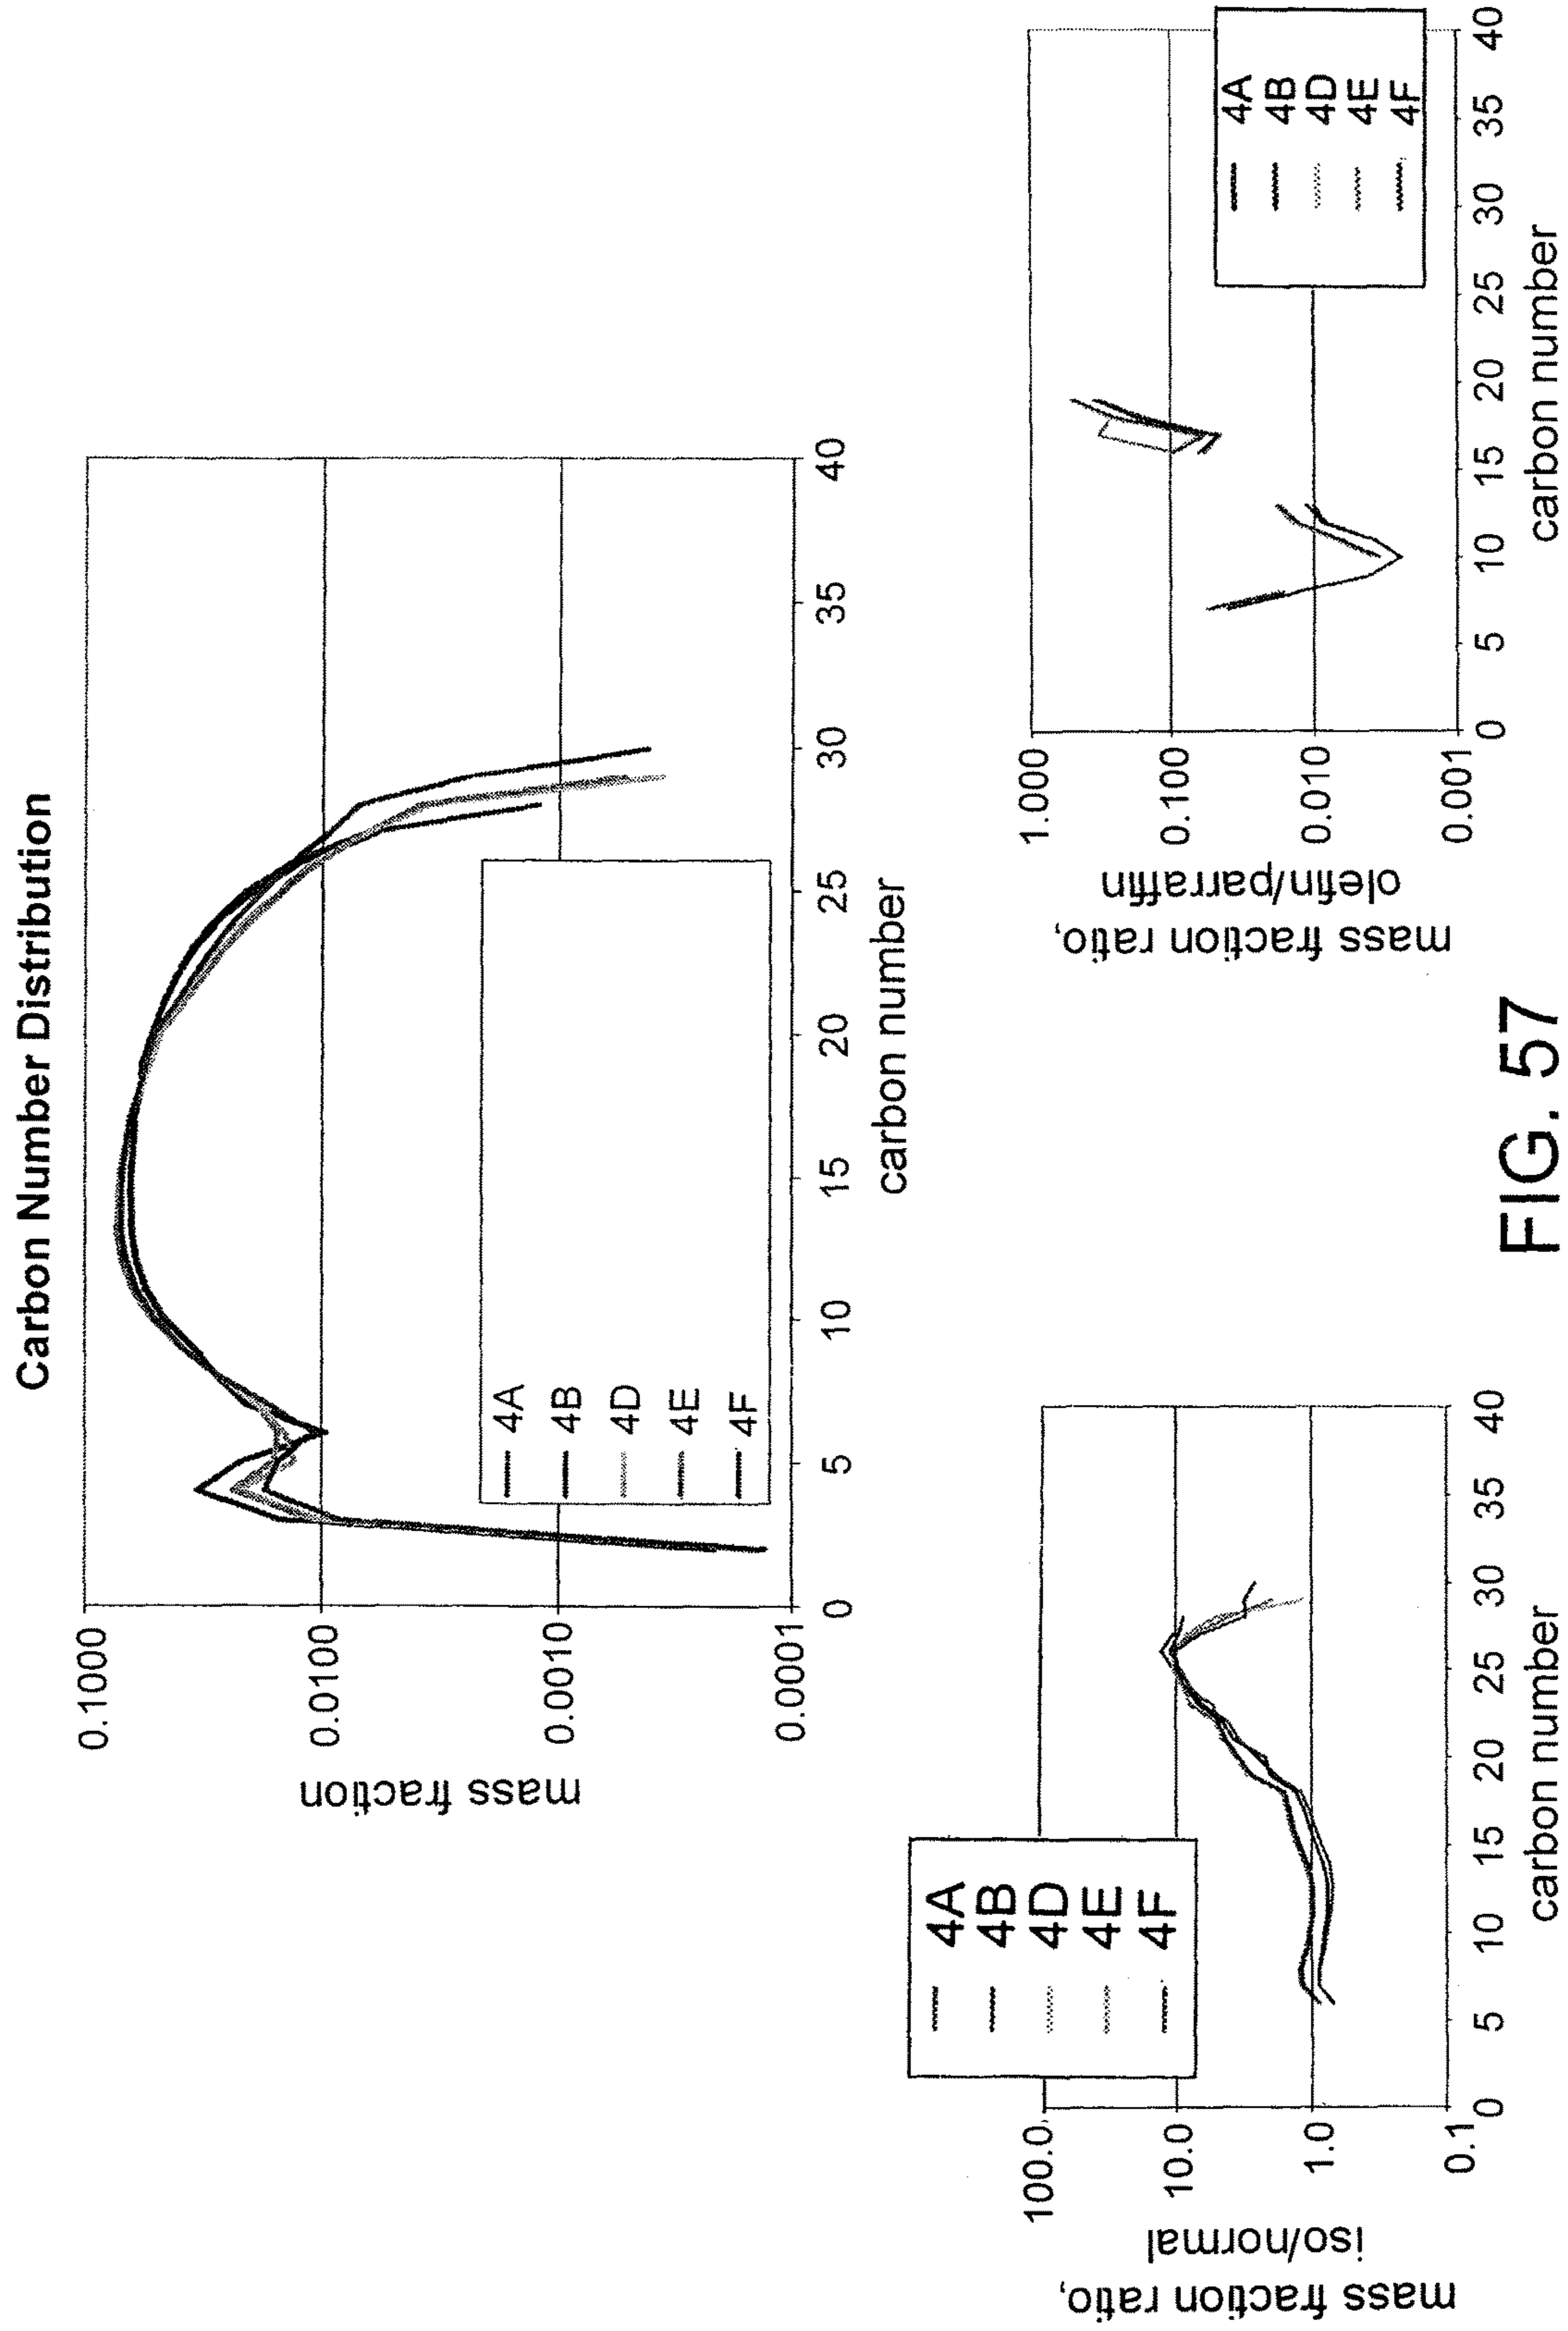 Carbon Number Distribution
mass fraction
0.1000
0.0100
0.0010
0.0001
4A
4B
4D
4E
4F
0 5 10 15 20 25 30 35 40
carbon number
mass fraction ratio,
iso/normal
100.0
10.0
1.0
0.1
4A
4B
4D
4E
4F
0 5 10 15 20 25 30 35 40
carbon number
mass fraction ratio,
olefin/parraffin
1.000
0.100
0.010
0.001
4A
4B
4D
4E
4F
0 5 10 15 20 25 30 35 40
carbon number
FIG. 57